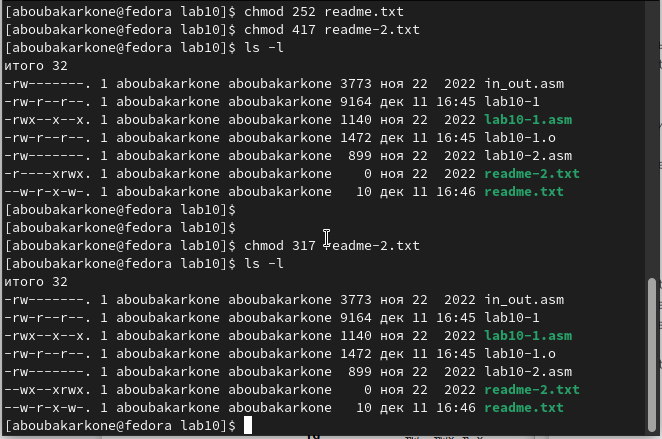 [aboubakarkone@fedora lab10]$ chmod 252 readme.txt
[aboubakarkone@fedora lab10]$ chmod 417 readme-2.txt
[aboubakarkone@fedora lab10]$ ls -l
итого 32
-rw-------. 1 aboubakarkone aboubakarkone 3773 ноя 22  2022 in_out.asm
-rw-r--r--. 1 aboubakarkone aboubakarkone 9164 дек 11 16:45 lab10-1
-rwx--x--x. 1 aboubakarkone aboubakarkone 1140 ноя 22  2022 lab10-1.asm
-rw-r--r--. 1 aboubakarkone aboubakarkone 1472 дек 11 16:45 lab10-1.o
-rw-------. 1 aboubakarkone aboubakarkone  899 ноя 22  2022 lab10-2.asm
-r----xrwx. 1 aboubakarkone aboubakarkone    0 ноя 22  2022 readme-2.txt
--w-r-x-w-. 1 aboubakarkone aboubakarkone   10 дек 11 16:46 readme.txt
[aboubakarkone@fedora lab10]$
[aboubakarkone@fedora lab10]$
[aboubakarkone@fedora lab10]$ chmod 317 readme-2.txt
[aboubakarkone@fedora lab10]$ ls -l
итого 32
-rw-------. 1 aboubakarkone aboubakarkone 3773 ноя 22  2022 in_out.asm
-rw-r--r--. 1 aboubakarkone aboubakarkone 9164 дек 11 16:45 lab10-1
-rwx--x--x. 1 aboubakarkone aboubakarkone 1140 ноя 22  2022 lab10-1.asm
-rw-r--r--. 1 aboubakarkone aboubakarkone 1472 дек 11 16:45 lab10-1.o
-rw-------. 1 aboubakarkone aboubakarkone  899 ноя 22  2022 lab10-2.asm
--wx--xrwx. 1 aboubakarkone aboubakarkone    0 ноя 22  2022 readme-2.txt
--w-r-x-w-. 1 aboubakarkone aboubakarkone   10 дек 11 16:46 readme.txt
[aboubakarkone@fedora lab10]$